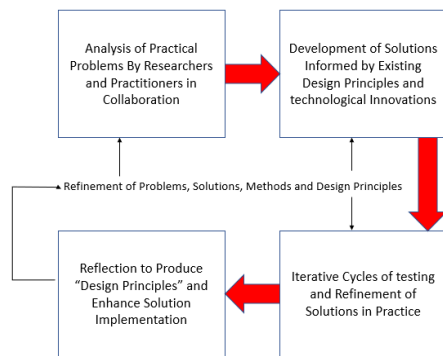 Analysis of Practical
Problems By Researchers
and Practitioners in
Collaboration
Development of Solutions
Informed by Existing
Design Principles and
technological Innovations
Refinement of Problems, Solutions, Methods and Design Principles
Reflection to Produce
“Design Principles” and
Enhance Solution
Implementation
Iterative Cycles of testing
and Refinement of
Solutions in Practice